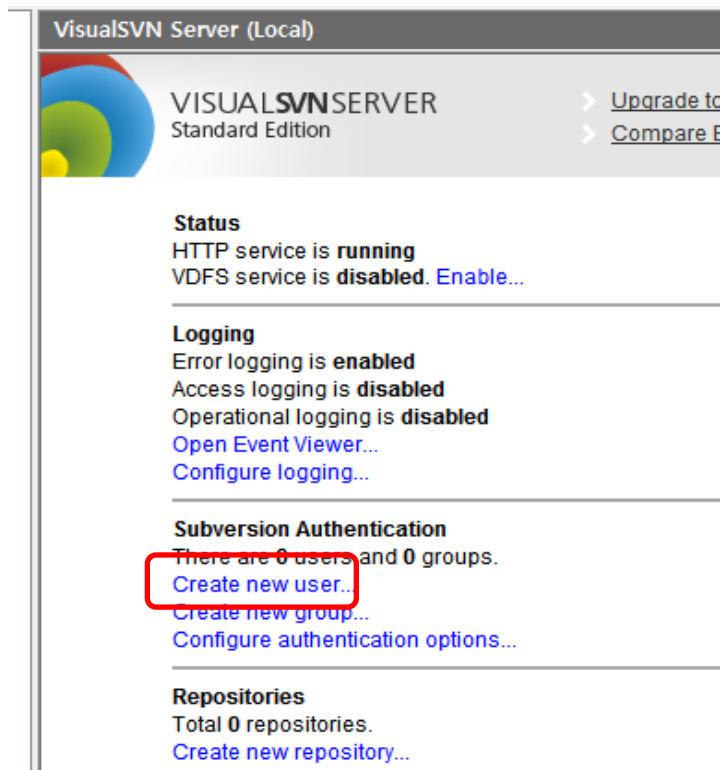 VisualSVN Server (Local)
VISUALSVNSERVER
Standard Edition
Upgrade to
Compare
Status
HTTP service is running
VDFS service is disabled. Enable...
Logging
Error logging is enabled
Access logging is disabled
Operational logging is disabled
Open Event Viewer...
Configure logging...
Subversion Authentication
There are 0 users and 0 groups.
Create new user...
Create new group...
Configure authentication options...
Repositories
Total 0 repositories.
Create new repository...